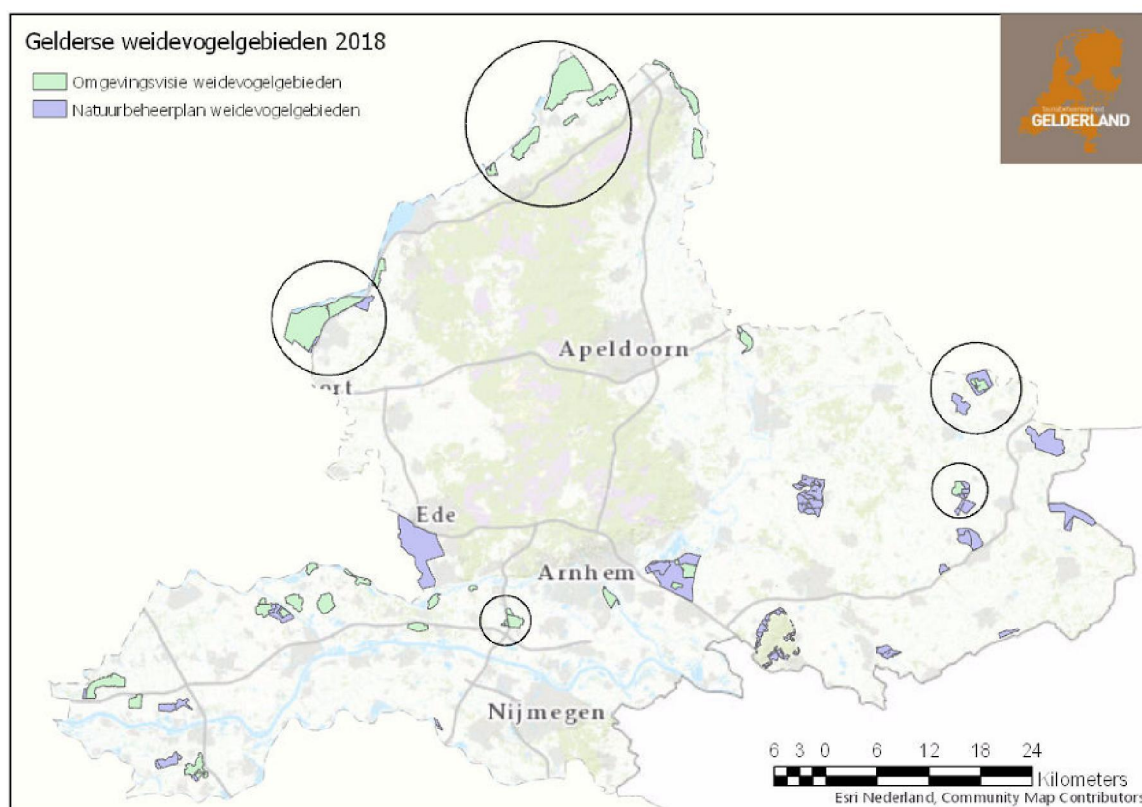 Gelderse weidevogelgebieden 2018
Omgevingsvisie weidevogelgebieden
Natuurbeheerplan weidevogelgebieden
GELDERLAND
Apeldoorn
ort
Ede
Arnhem
Nijmegen
6 3 0 6 12 18 24
Kilometers
Esri Nederland, Community Map Contributors